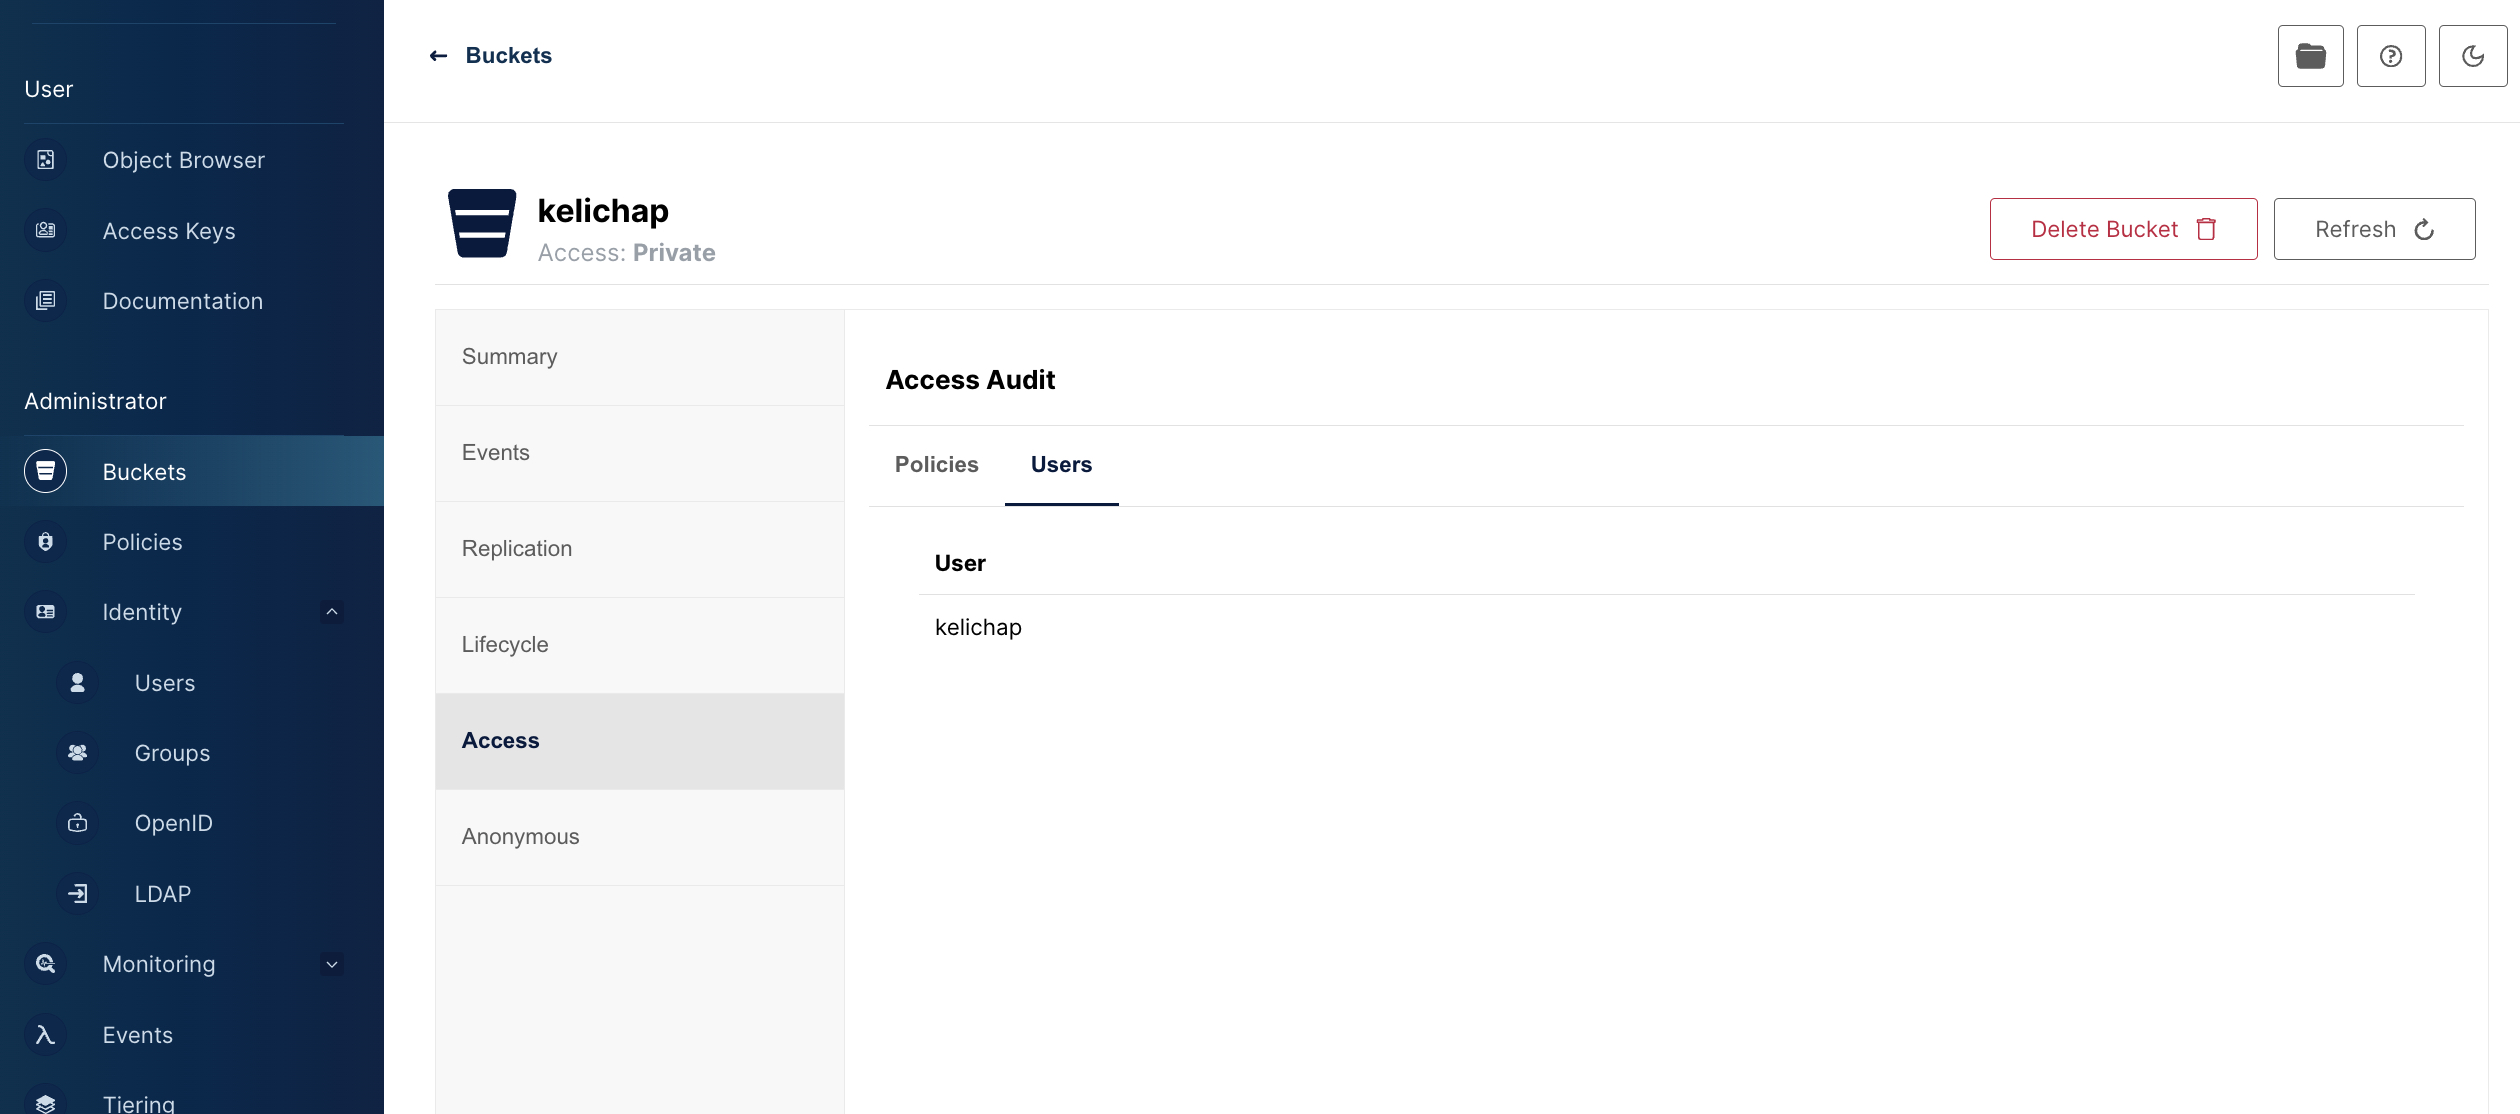 User
Object Browser
Access Keys
Documentation
Administrator
Buckets
Policies
Identity
Users
Groups
OpenID
LDAP
Monitoring
Events
Tiering
Buckets
kelichap
Access: Private
Delete Bucket
Refresh
Summary
Events
Replication
Lifecycle
Access
Anonymous
Access Audit
Policies Users
User
kelichap